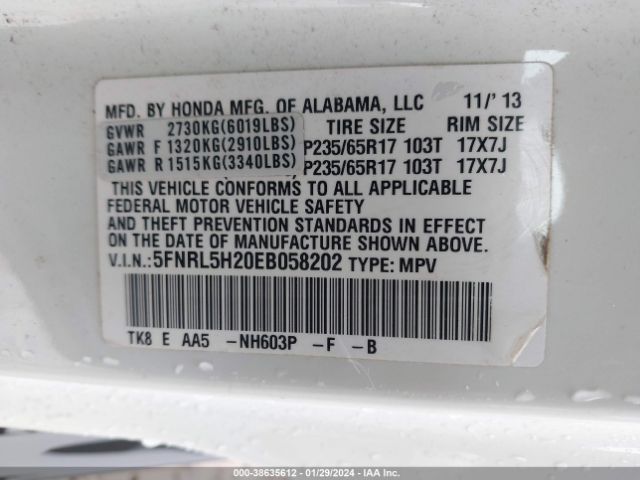 MFD. BY HONDA MFG. OF ALABAMA, LLC 11/'13
GVWR 2730KG(6019LBS) TIRE SIZE RIM SIZE
GAWR F 1320KG(2910LBS) P235/65R17 103T 17X7J
GAWR R 1515KG(3340LBS) P235/65R17 103T 17X7J
THIS VEHICLE CONFORMS TO ALL APPLICABLE
FEDERAL MOTOR VEHICLE SAFETY
AND THEFT PREVENTION STANDARDS IN EFFECT
ON THE DATE OF MANUFACTURE SHOWN ABOVE.
V.I.N.:5FNRL5H20EB058202 TYPE: MPV
TK8 E AA5 -NH603P -F -B
000-38635612 - 01/29/2024 - IAA Inc.